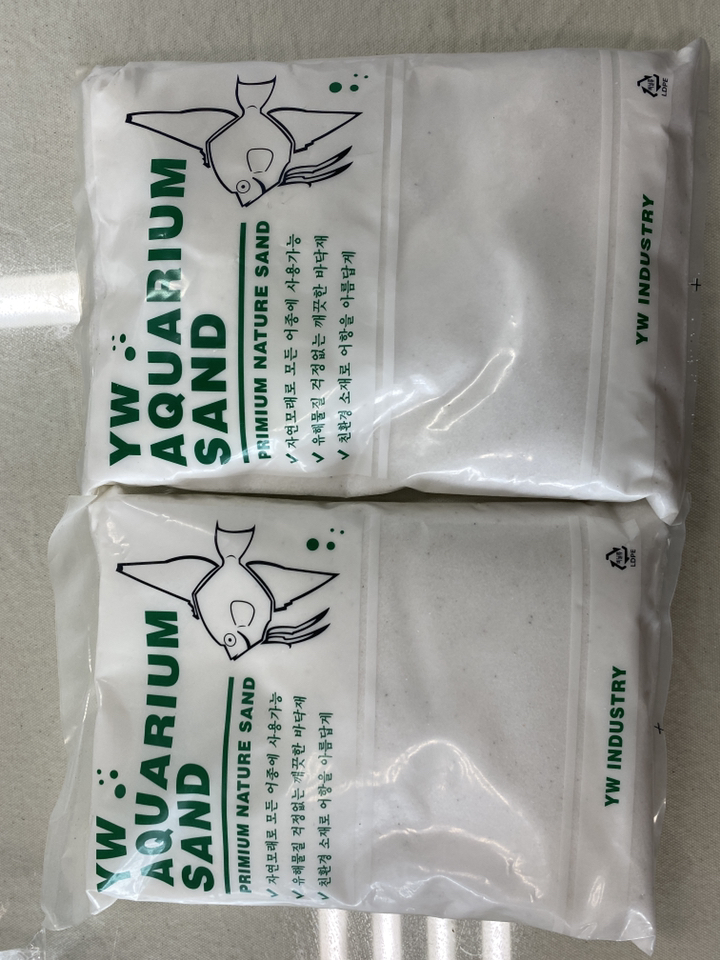 YW
AQUARIUM
SAND
PRIMIUM NATURE SAND
✓ 자연모래로 모든 어종에 사용가능
✓ 유해물질 걱정없는 깨끗한 바닥재
✓ 친환경 소재로 어항을 아름답게
YW INDUSTRY
LDPE
YW
AQUARIUM
SAND
PRIMIUM NATURE SAND
✓ 자연모래로 모든 어종에 사용가능
✓ 유해물질 걱정없는 깨끗한 바닥재
✓ 친환경 소재로 어항을 아름답게
YW INDUSTRY
LDPE